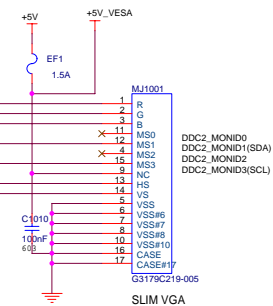 +5V
+5V_VESA
EF1
1.5A
MJ1001
1 R
2 G
3 B
11 MS0 DDC2_MONID0
12 MS1 DDC2_MONID1(SDA)
4 MS2 DDC2_MONID2
15 MS3 DDC2_MONID3(SCL)
9 NC
13 HS
14 VS
5 VSS
6 VSS#6
7 VSS#7
8 VSS#8
10 VSS#10
16 CASE
17 CASE#17
C1010
100nF
603
G3179C219-005
SLIM VGA